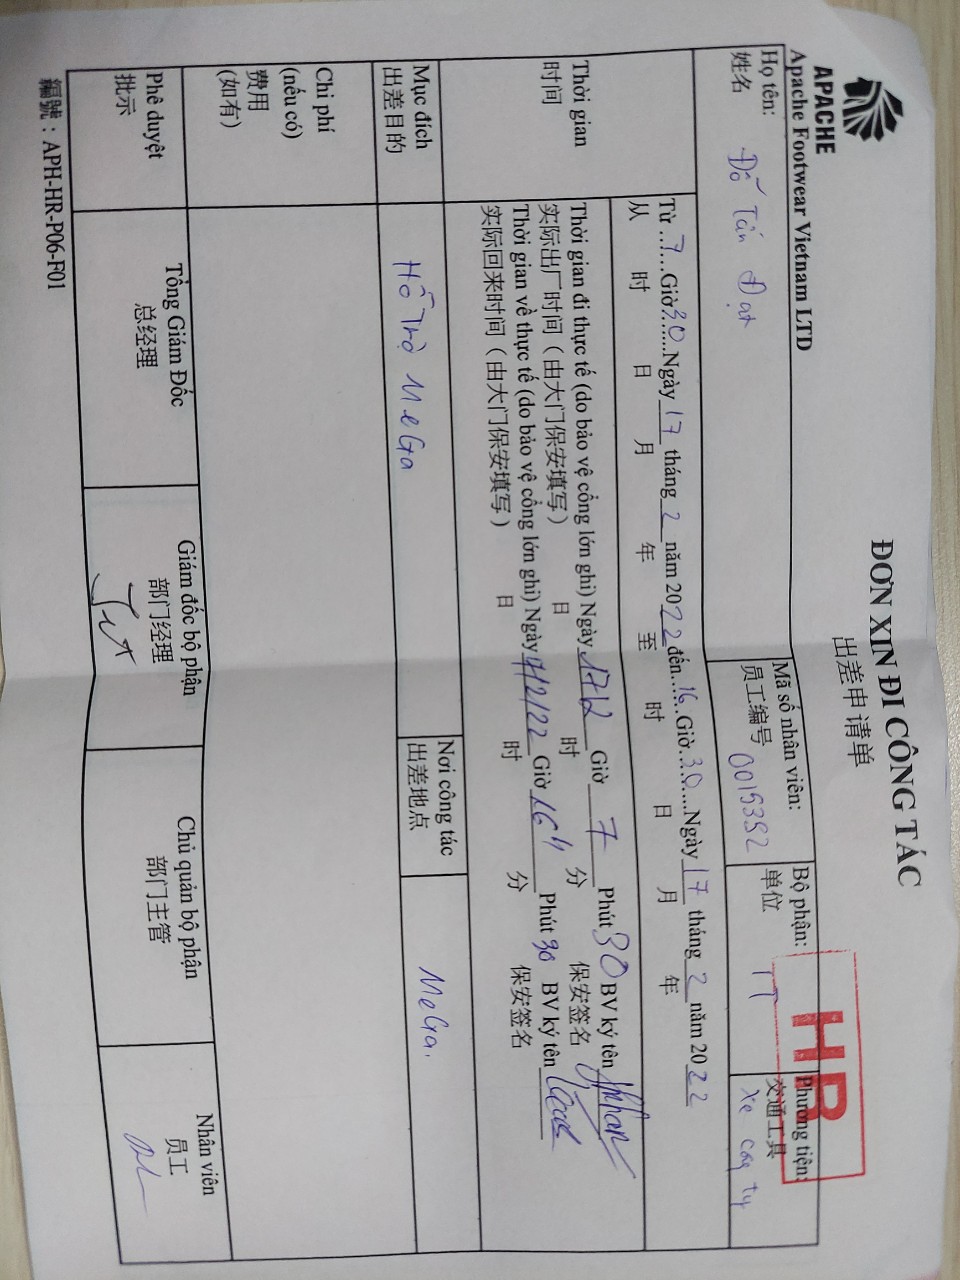 APACHE
Apache Footwear Vietnam LTD
ĐƠN XIN ĐI CÔNG TÁC
出差申请单
HR
Họ tên:
姓名
Đỗ Tấn Đạt
Mã số nhân viên:
员工编号
0015352
Bộ phận:
单位
IT
Phương tiện:
交通工具
Xe cog ty
Thời gian
时间
Từ...7...Giờ30......Ngày 17 tháng 2 năm 2022 đến...16..Giờ..30....Ngày 17 tháng 2 năm 2022
从 时 日 月 年 至 时 日 月 年
Thời gian đi thực tế (do bảo vệ cổng lớn ghi) Ngày 17/2 Giờ 7 Phút 30 BV ký tên
实际出厂时间（由大门保安填写） 日 时 分 保安签名
Thời gian về thực tế (do bảo vệ cổng lớn ghi) Ngày Giờ 16h Phút 30 BV ký tên
实际回来时间（由大门保安填写） 日 时 分 保安签名
Mục đích
出差目的
Hỗ Trợ MeGa
Nơi công tác
出差地点
MeGa.
Chi phí
(nếu có)
费用
(如有)
Phê duyệt
批示
Tổng Giám Đốc
总经理
Giám đốc bộ phận
部门经理
Chủ quản bộ phận
部门主管
Nhân viên
员工
編號：APH-HR-P06-F01